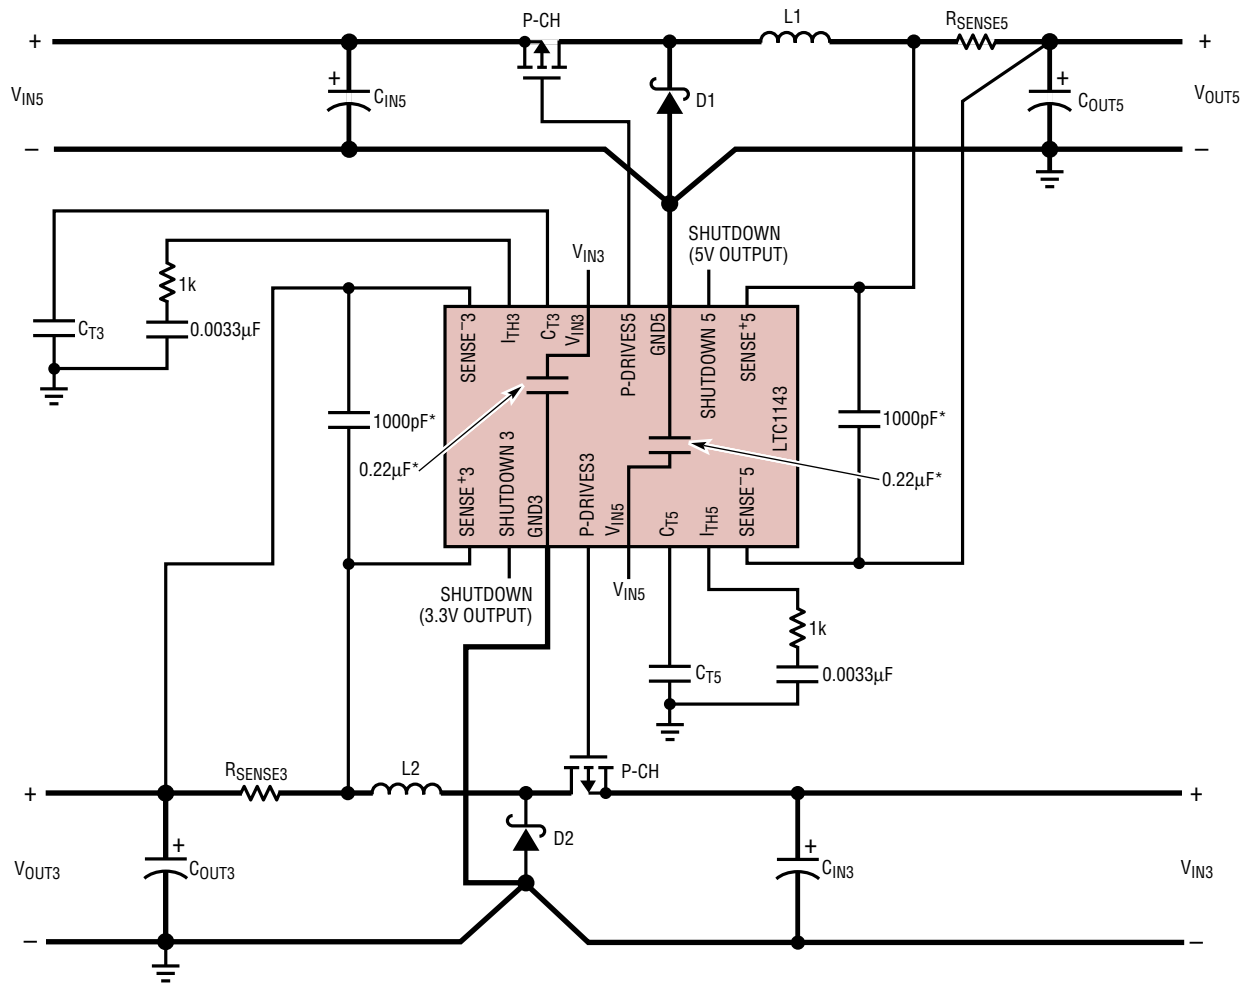 P-CH
L1
RSENSE5
+
+
VIN5
+
CIN5
D1
+
COUT5
VOUT5
–
–
SHUTDOWN
(5V OUTPUT)
VIN3
1k
CT3
0.0033µF
SENSE–3
ITH3
CT3
VIN3
P-DRIVES5
GND5
SHUTDOWN 5
SENSE+5
LTC1143
1000pF*
1000pF*
0.22µF*
0.22µF*
SENSE+3
SHUTDOWN 3
GND3
P-DRIVES3
VIN5
CT5
ITH5
SENSE–5
SHUTDOWN
(3.3V OUTPUT)
VIN5
1k
CT5
0.0033µF
RSENSE3
L2
P-CH
+
+
VOUT3
+
COUT3
D2
+
CIN3
VIN3
–
–